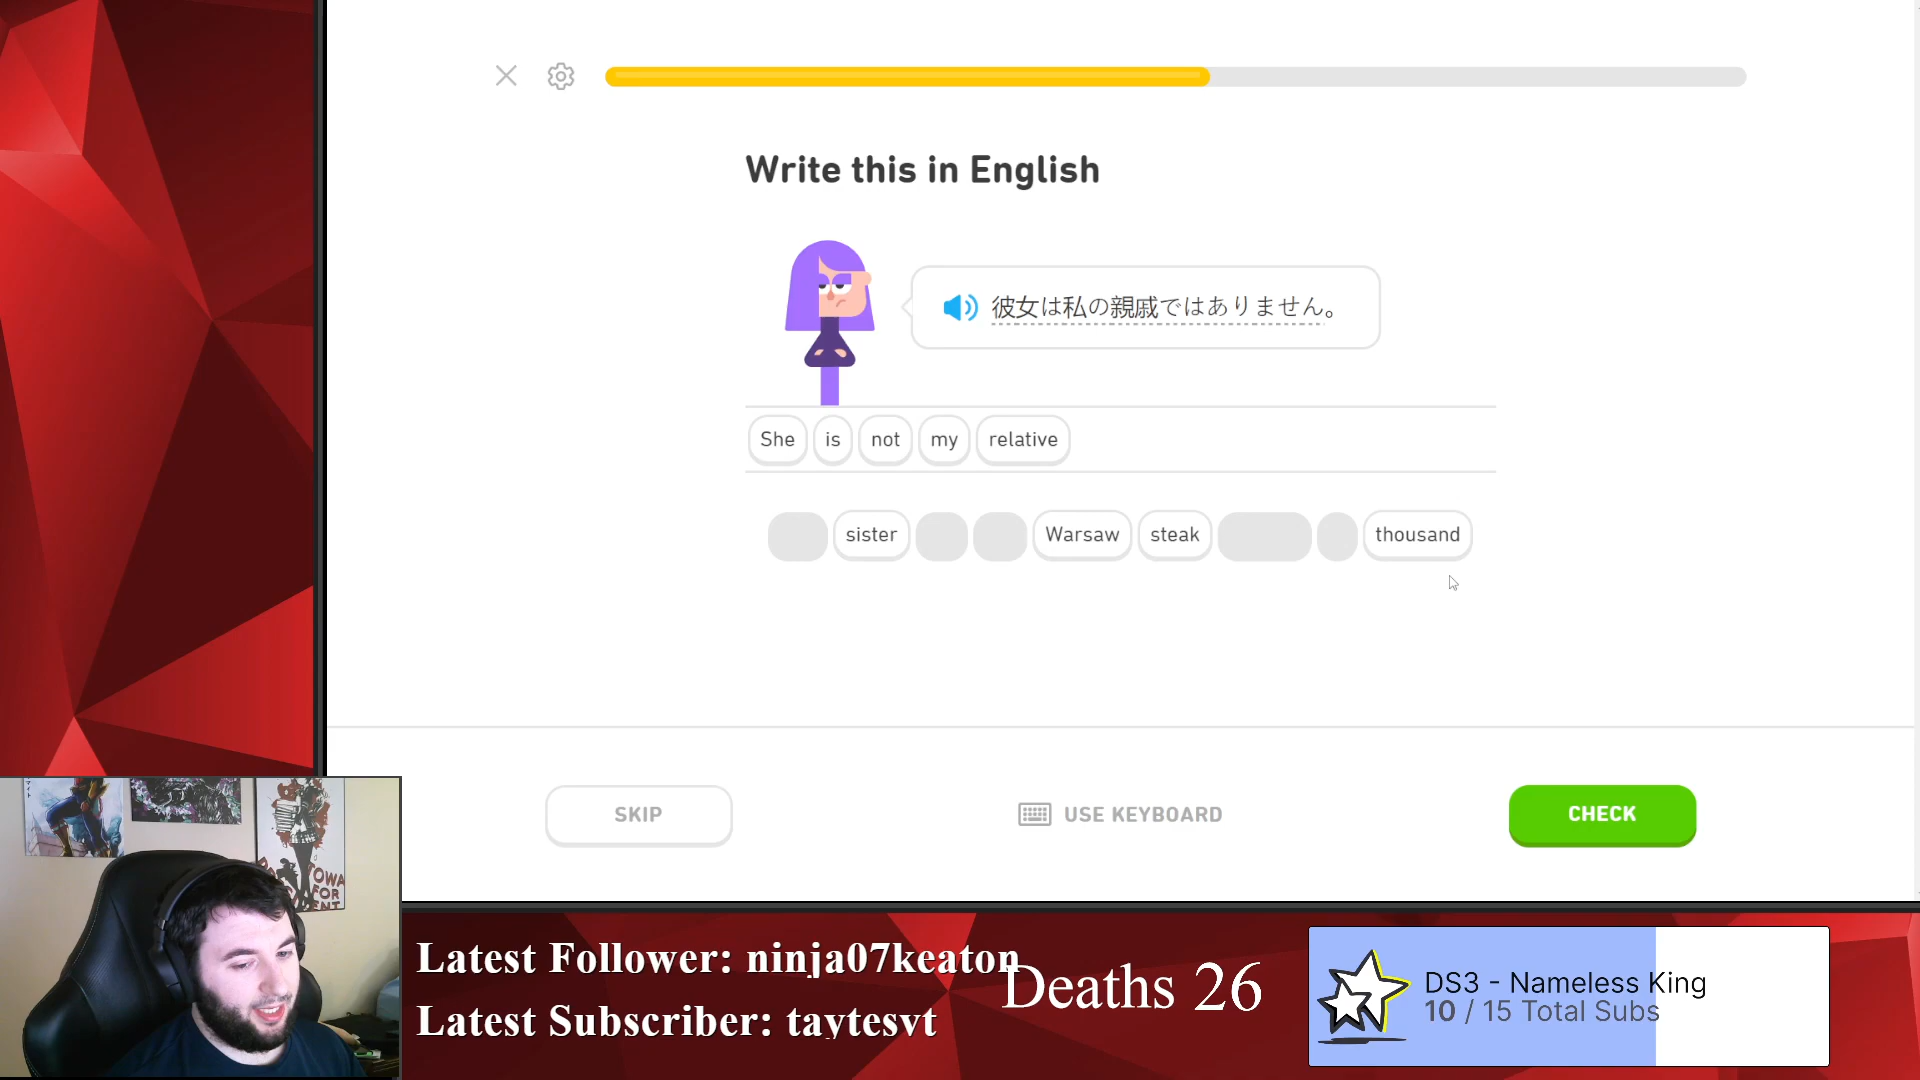 Write this in English
彼女は私の親戚ではありません。
She is not my relative
sister Warsaw steak thousand
SKIP
USE KEYBOARD
CHECK
Latest Follower: ninja07keaton
Latest Subscriber: taytesvt
Deaths 26
DS3 - Nameless King
10 / 15 Total Subs